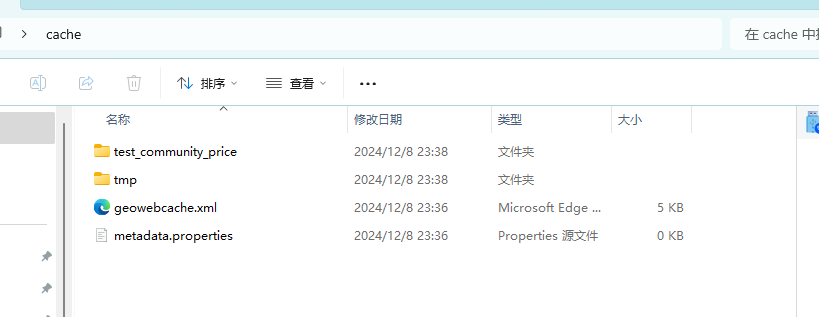 cache
在 cache 中
排序
查看
名称 修改日期 类型 大小
test_community_price 2024/12/8 23:38 文件夹
tmp 2024/12/8 23:38 文件夹
geowebcache.xml 2024/12/8 23:36 Microsoft Edge ... 5 KB
metadata.properties 2024/12/8 23:36 Properties 源文件 0 KB